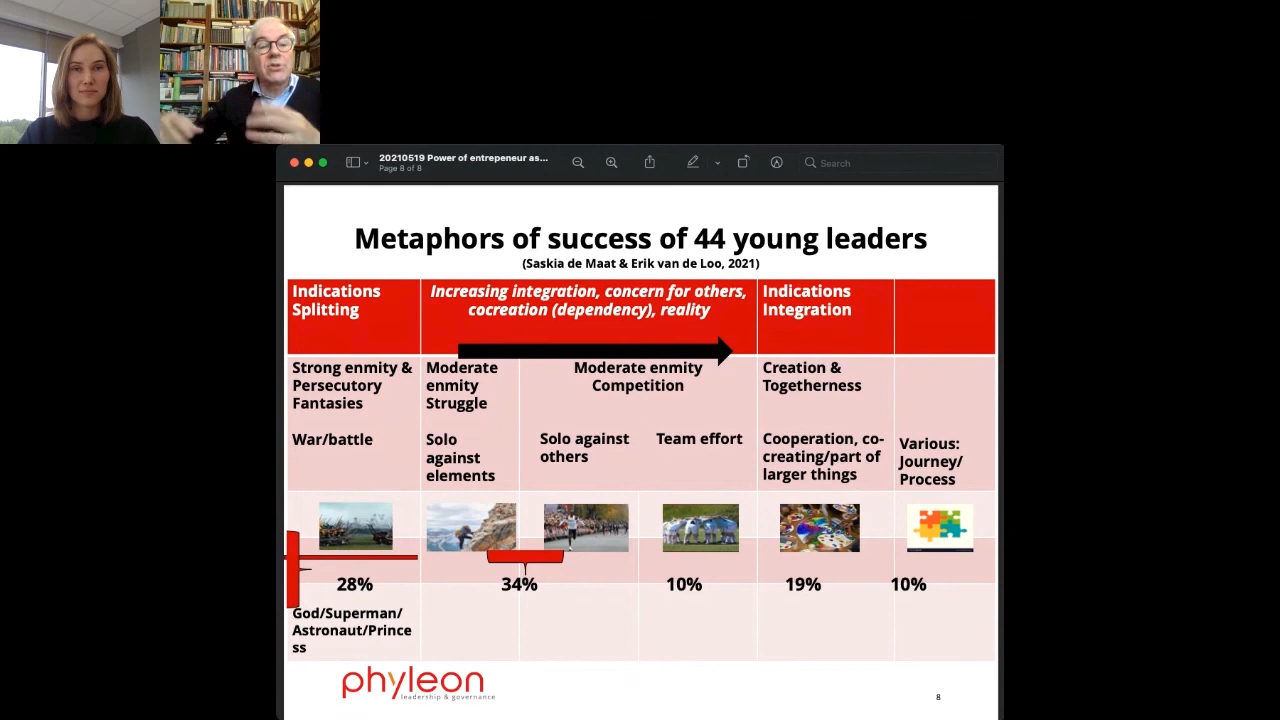 20210519 Power of entrepeneur as...
Page 8 of 8
Search
Metaphors of success of 44 young leaders
(Saskia de Maat & Erik van de Loo, 2021)
Indications
Splitting
Increasing integration, concern for others,
cocreation (dependency), reality
Indications
Integration
Strong enmity &
Persecutory
Fantasies
War/battle
Moderate
enmity
Struggle
Solo
against
elements
Moderate enmity
Competition
Solo against
others
Team effort
Creation &
Togetherness
Cooperation, co-
creating/part of
larger things
Various:
Journey/
Process
28%
34%
10%
19%
10%
God/Superman/
Astronaut/Prince
ss
phyleon
leadership & governance
8